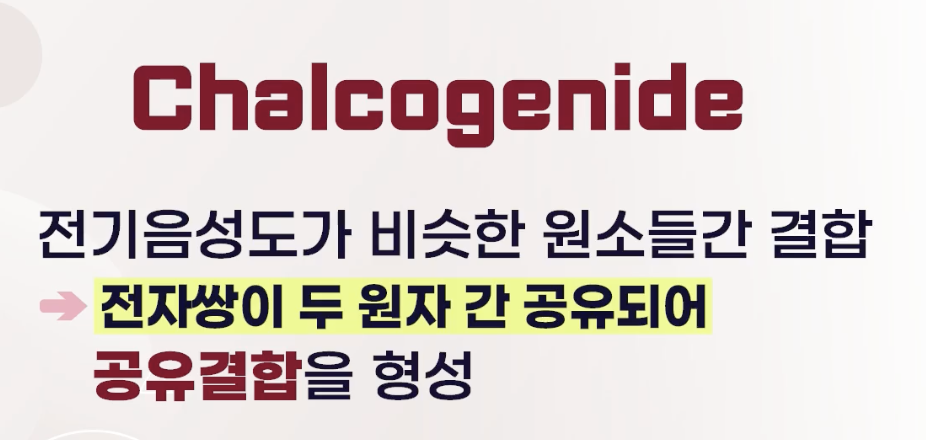 Chalcogenide
전기음성도가 비슷한 원소들간 결합
➔ 전자쌍이 두 원자 간 공유되어
공유결합을 형성